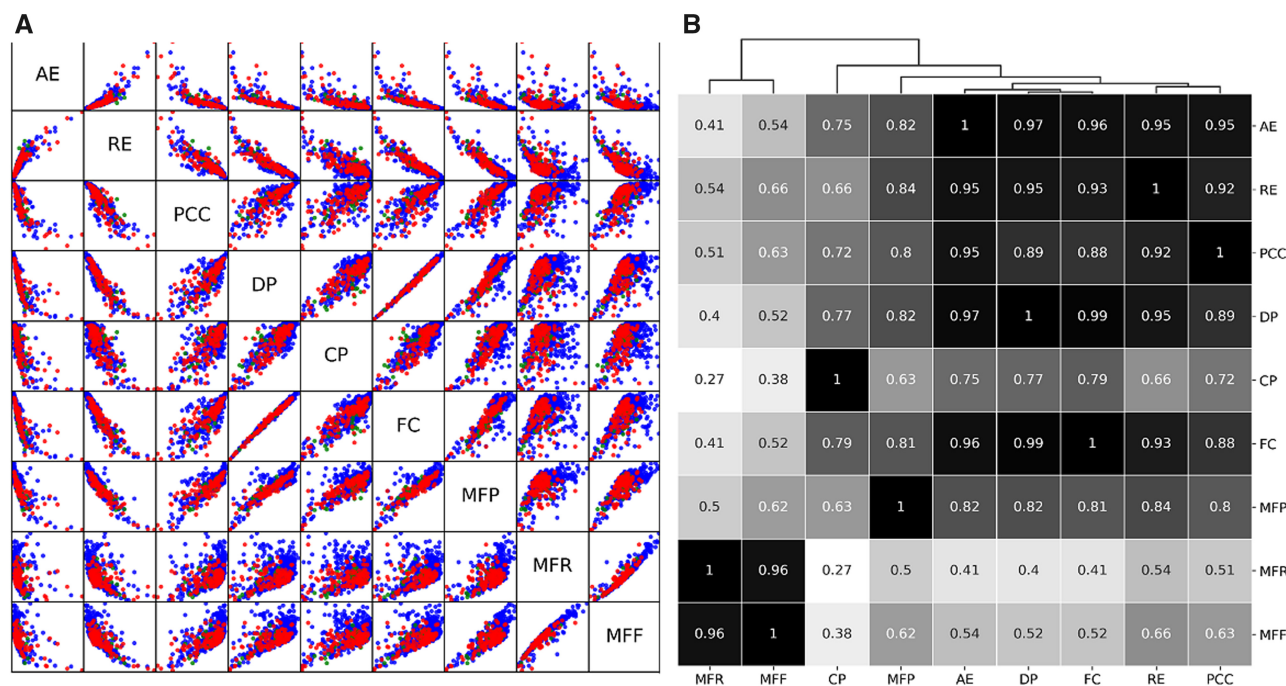 A
B
AE
RE
PCC
DP
CP
FC
MFP
MFR
MFF
0.41 0.54 0.75 0.82 1 0.97 0.96 0.95 0.95 AE
0.54 0.66 0.66 0.84 0.95 0.95 0.93 1 0.92 RE
0.51 0.63 0.72 0.8 0.95 0.89 0.88 0.92 1 PCC
0.4 0.52 0.77 0.82 0.97 1 0.99 0.95 0.89 DP
0.27 0.38 1 0.63 0.75 0.77 0.79 0.66 0.72 CP
0.41 0.52 0.79 0.81 0.96 0.99 1 0.93 0.88 FC
0.5 0.62 0.63 1 0.82 0.82 0.81 0.84 0.8 MFP
1 0.96 0.27 0.5 0.41 0.4 0.41 0.54 0.51 MFR
0.96 1 0.38 0.62 0.54 0.52 0.52 0.66 0.63 MFF
MFR MFF CP MFP AE DP FC RE PCC